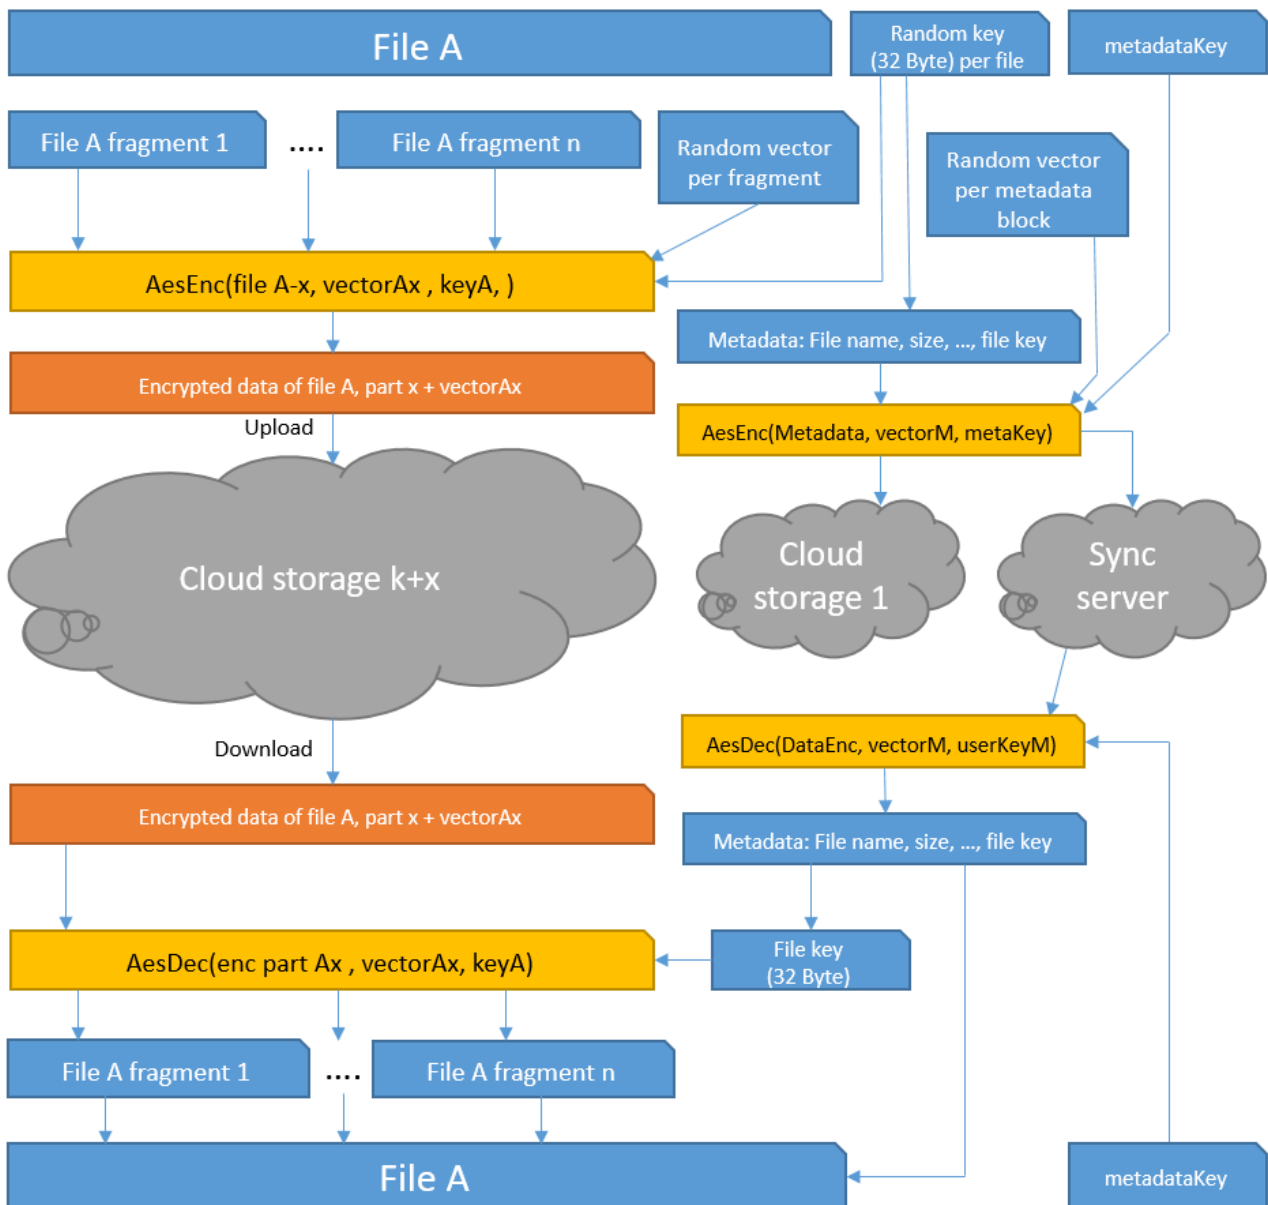 File A
Random key
(32 Byte) per file
metadataKey
File A fragment 1
....
File A fragment n
Random vector
per fragment
Random vector
per metadata
block
AesEnc(file A-x, vectorAx , keyA, )
Metadata: File name, size, ..., file key
Encrypted data of file A, part x + vectorAx
AesEnc(Metadata, vectorM, metaKey)
Upload
Cloud storage k+x
Cloud
storage 1
Sync
server
Download
AesDec(DataEnc, vectorM, userKeyM)
Encrypted data of file A, part x + vectorAx
Metadata: File name, size, ..., file key
AesDec(enc part Ax , vectorAx, keyA)
File key
(32 Byte)
File A fragment 1
....
File A fragment n
File A
metadataKey